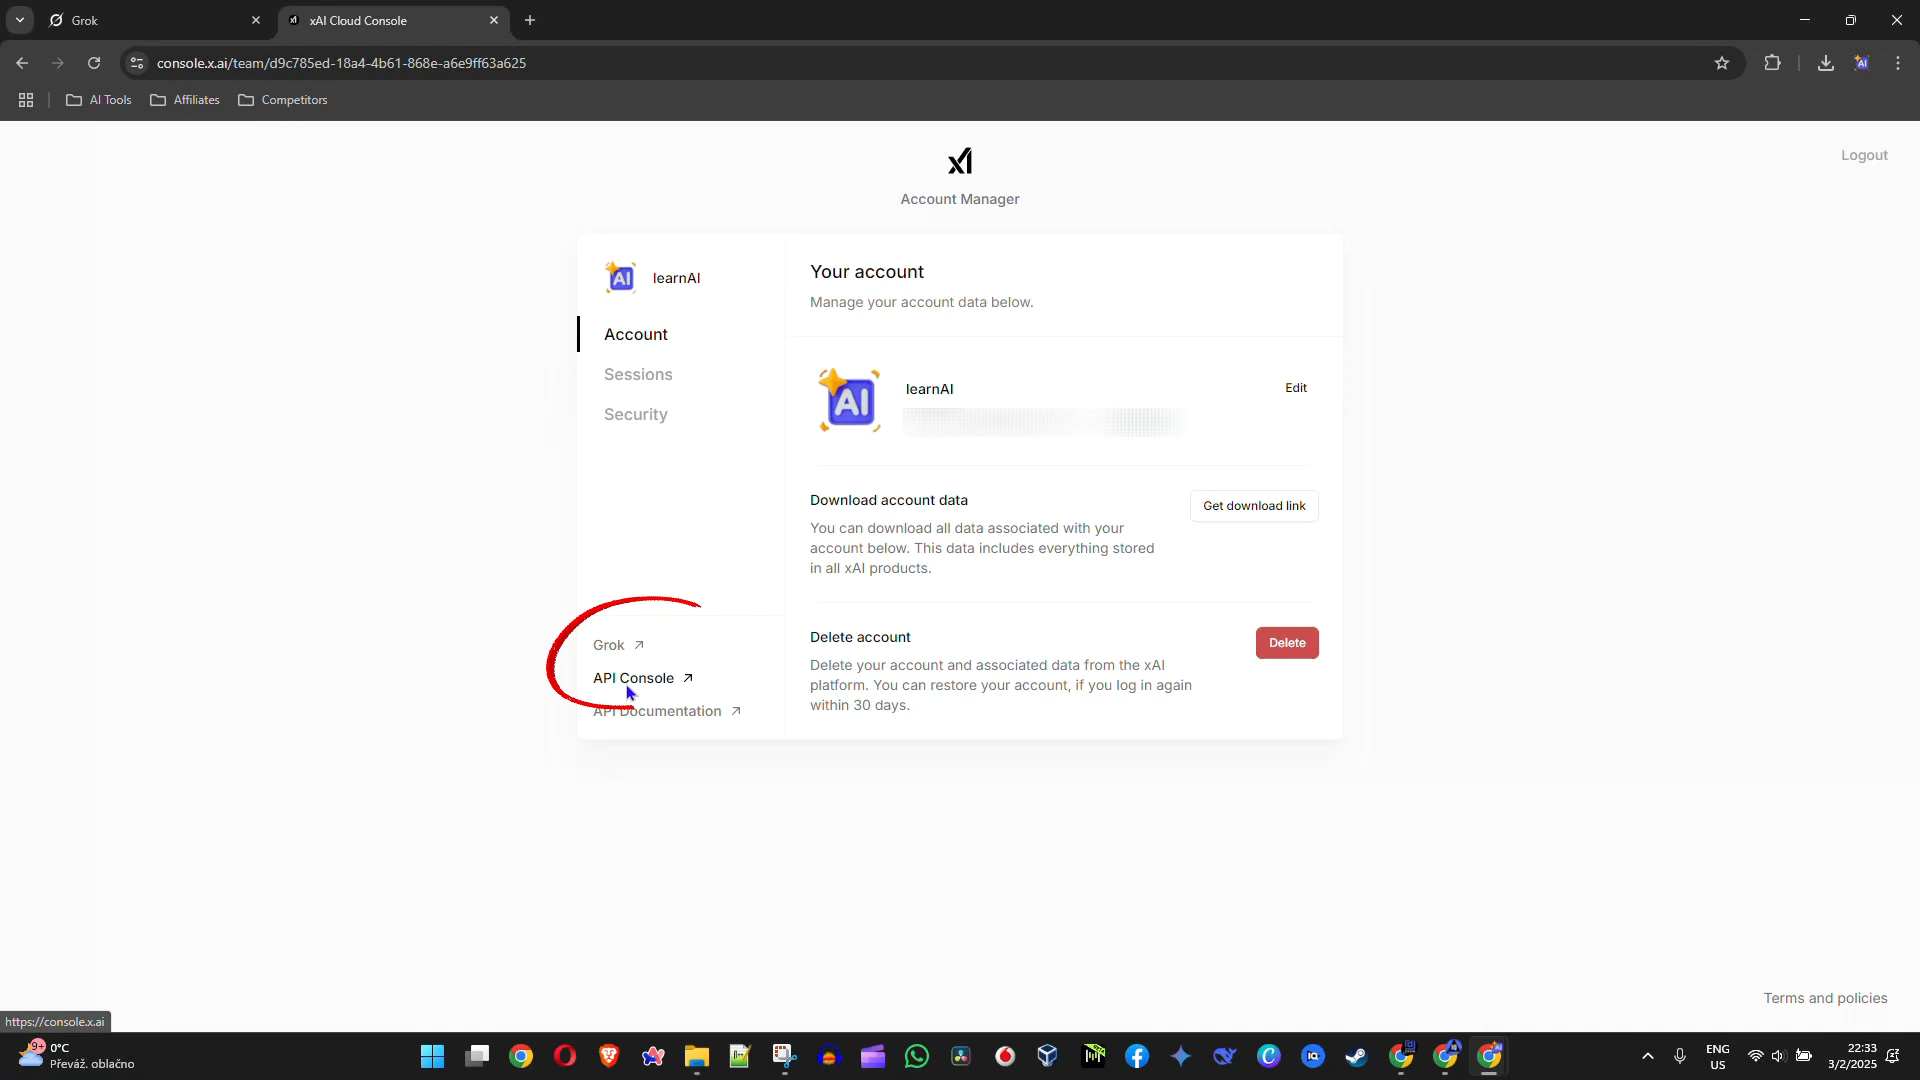 Grok
xAI Cloud Console
console.x.ai/team/d9c785ed-18a4-4b61-868e-a6e9ff63a625
AI Tools
Affiliates
Competitors
Logout
Account Manager
AI
learnAI
Account
Sessions
Security
Your account
Manage your account data below.
AI
learnAI
Edit
Download account data
Get download link
You can download all data associated with your
account below. This data includes everything stored
in all xAI products.
Delete account
Delete
Delete your account and associated data from the xAI
platform. You can restore your account, if you log in again
within 30 days.
Grok
API Console
API Documentation
Terms and policies
https://console.x.ai
9+
0°C
Převáž. oblačno
ENG
US
22:33
3/2/2025